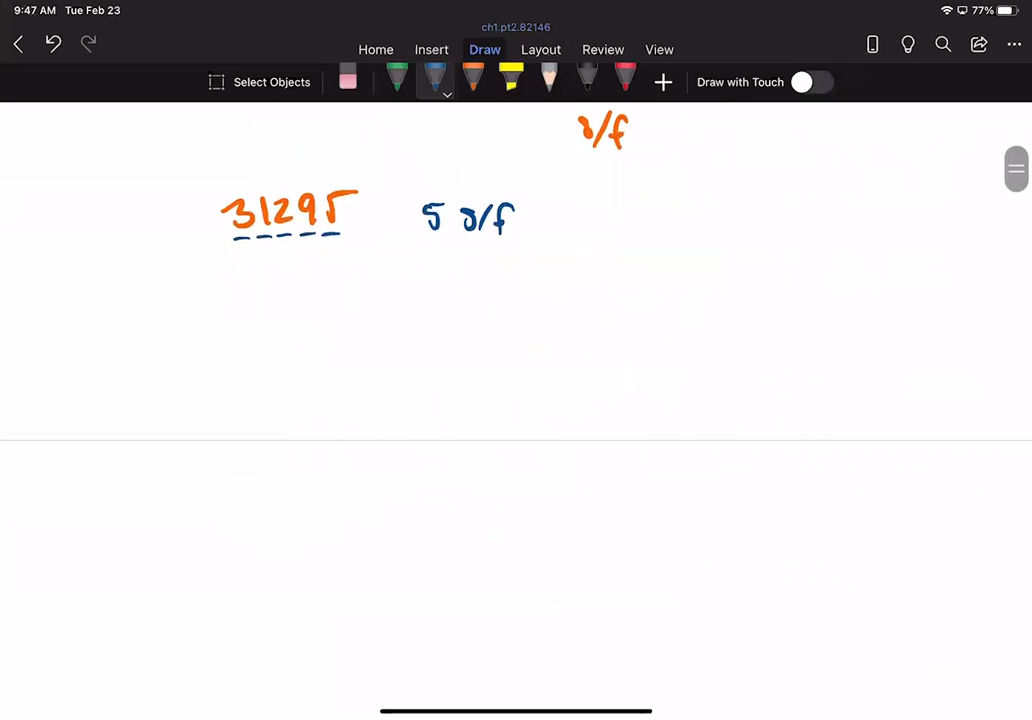 9:47 AM Tue Feb 23 77%
ch1.pt2.82146
Home Insert Draw Layout Review View
Select Objects Draw with Touch
s/f
31295 5 s/f